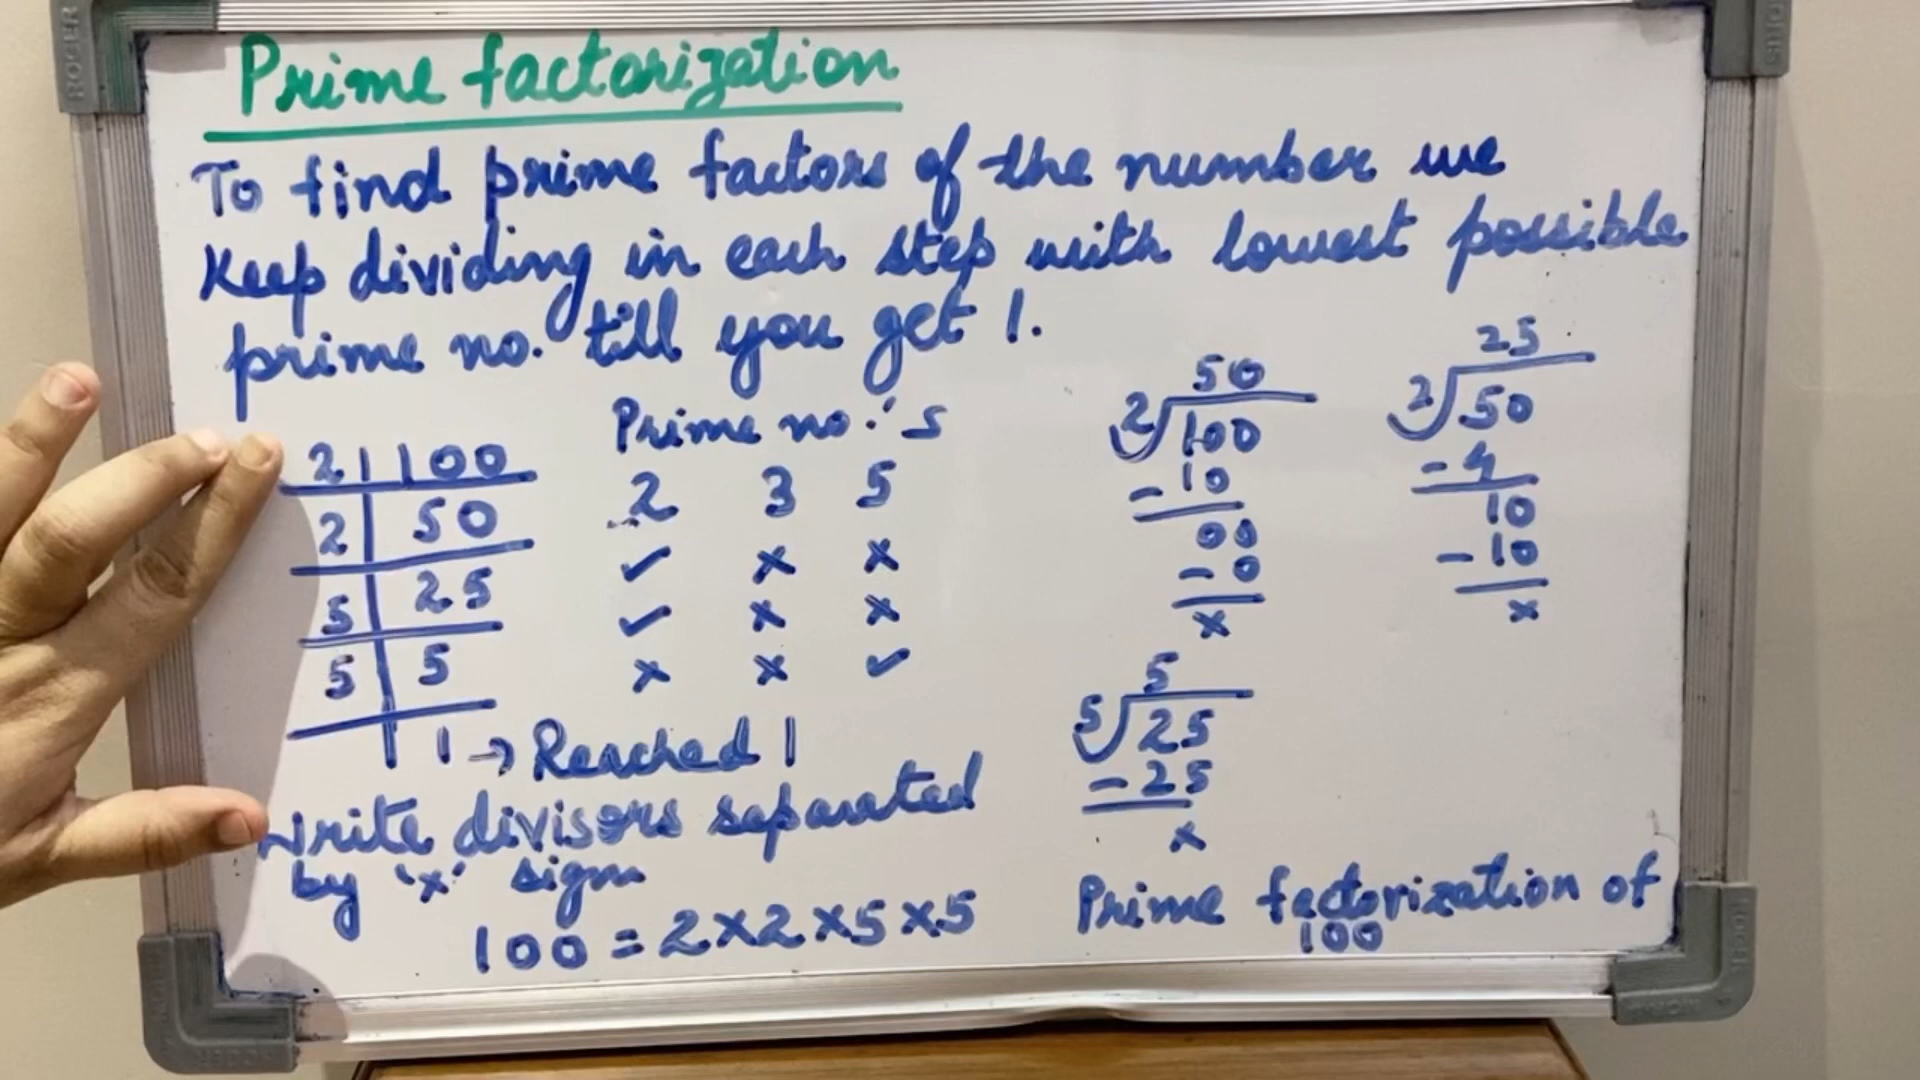 Prime factorization
To find prime factors of the number we
Keep dividing in each step with lowest possible
prime no. till you get 1.
2 | 100
2 | 50
5 | 25
5 | 5
1 → Reached 1
Prime no.'s
2 3 5
✓ x x
✓ x x
x x ✓
50
2 100
- 10
00
- 0
x
25
2 50
- 4
10
- 10
x
5
5 25
- 25
x
Write divisors separated
by 'x' sign
100 = 2 x 2 x 5 x 5
Prime factorization of
100
ROGER